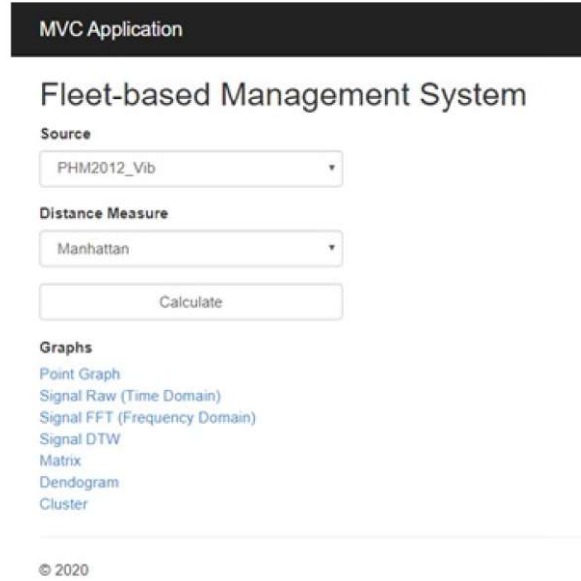 MVC Application
Fleet-based Management System
Source
PHM2012_Vib
Distance Measure
Manhattan
Calculate
Graphs
Point Graph
Signal Raw (Time Domain)
Signal FFT (Frequency Domain)
Signal DTW
Matrix
Dendogram
Cluster
© 2020